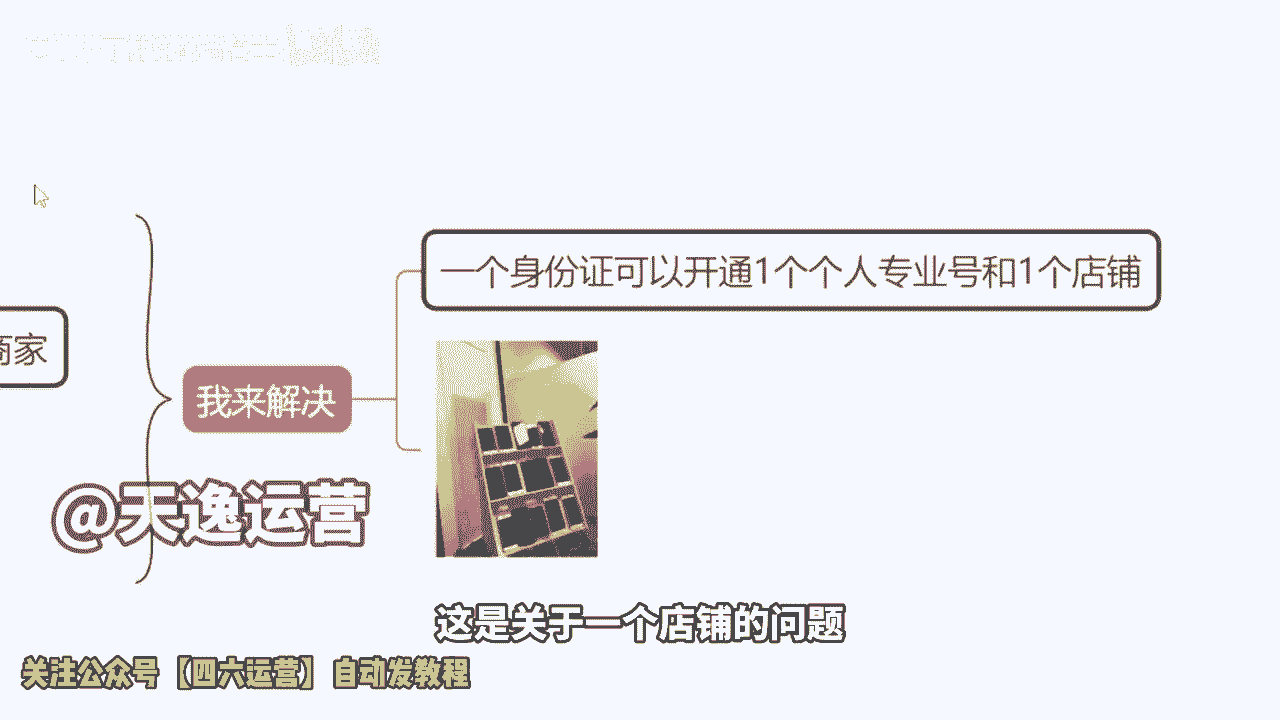 一个身份证可以开通1个个人专业号和1个店铺
商家
我来解决
@天逸运营
这是关于一个店铺的问题
关注公众号【四六运营】自动发教程